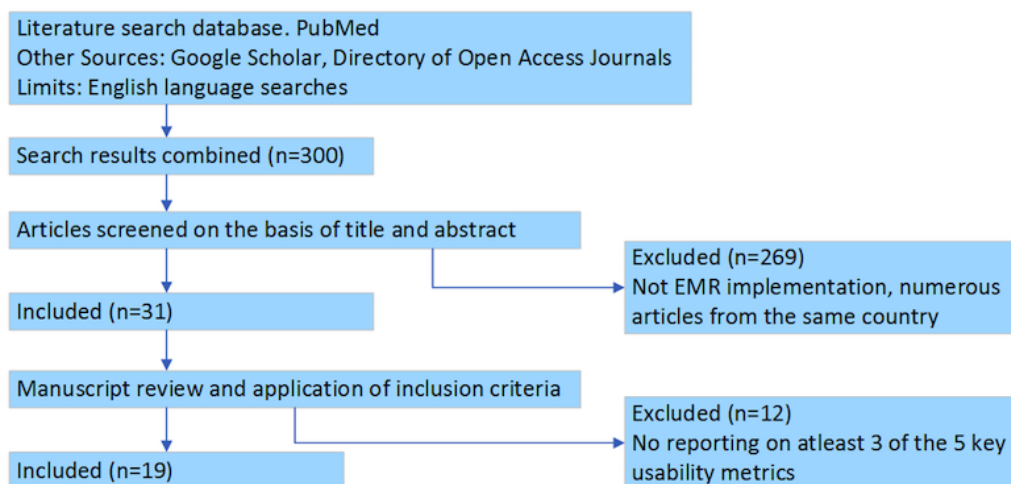 Literature search database. PubMed
Other Sources: Google Scholar, Directory of Open Access Journals
Limits: English language searches
Search results combined (n=300)
Articles screened on the basis of title and abstract
Excluded (n=269)
Not EMR implementation, numerous
articles from the same country
Included (n=31)
Manuscript review and application of inclusion criteria
Excluded (n=12)
No reporting on atleast 3 of the 5 key
usability metrics
Included (n=19)